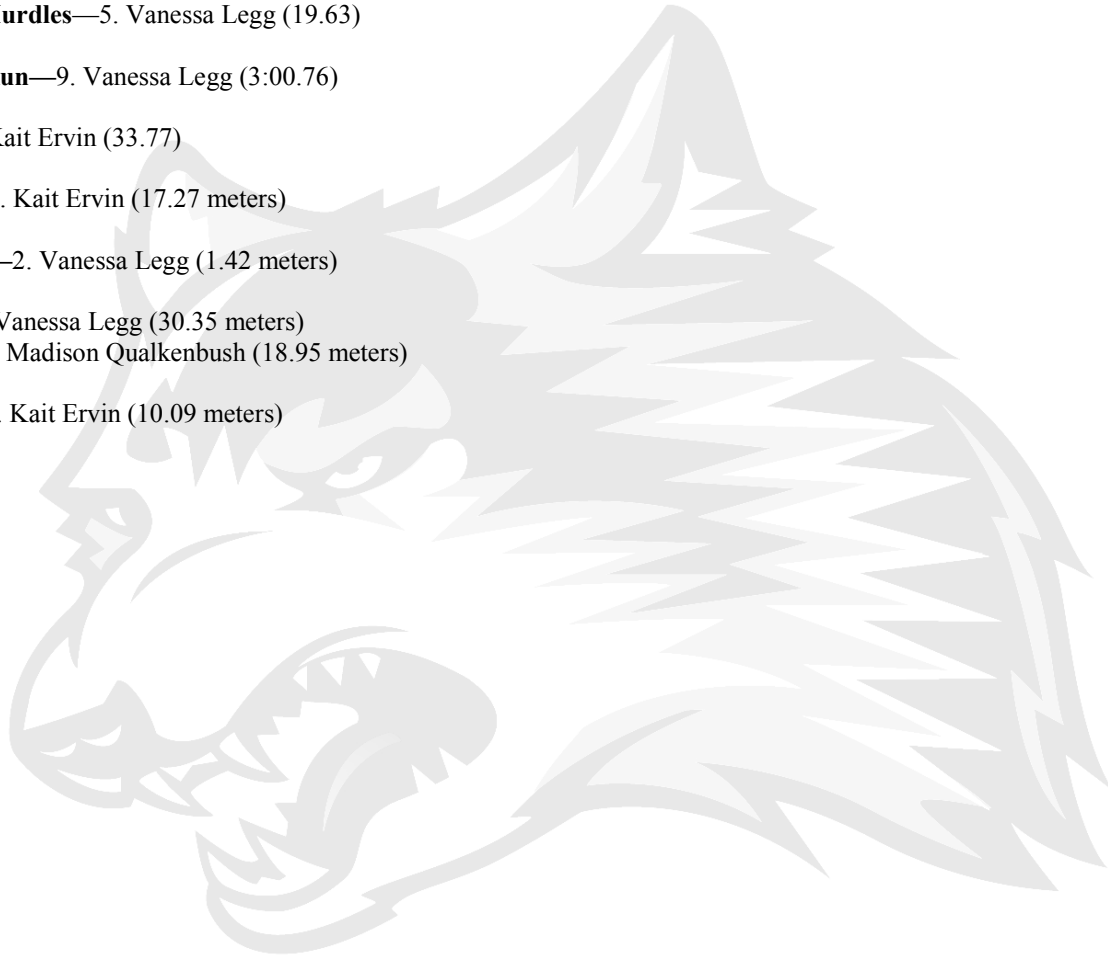 urdles—5. Vanessa Legg (19.63)
un—9. Vanessa Legg (3:00.76)
ait Ervin (33.77)
. Kait Ervin (17.27 meters)
–2. Vanessa Legg (1.42 meters)
Vanessa Legg (30.35 meters)
Madison Qualkenbush (18.95 meters)
. Kait Ervin (10.09 meters)